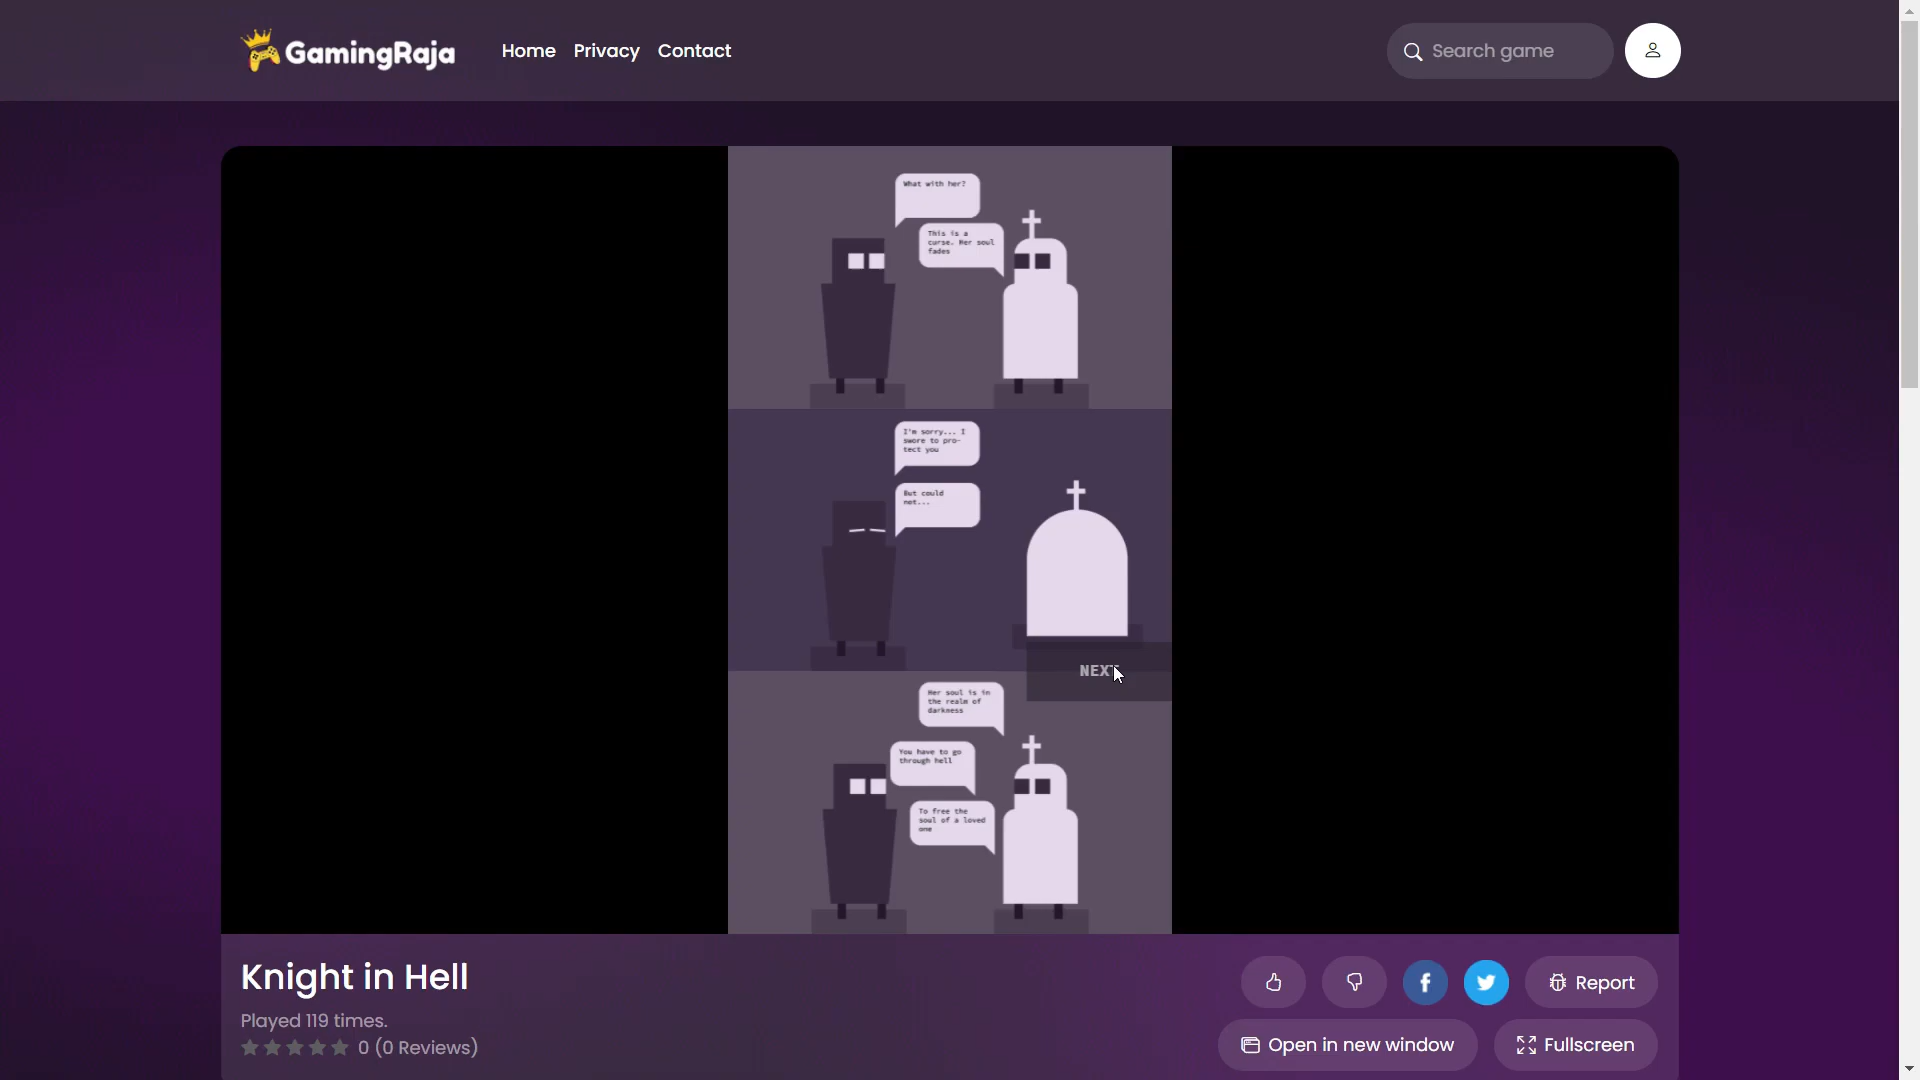 GamingRaja
Home
Privacy
Contact
Search game
What with her?
This is a
curse. Her soul
fades
I'm sorry... I
swore to pro-
tect you
But could
not...
NEXT
Her soul is in
the realm of
darkness
You have to go
through hell
To free the
soul of a loved
one
Knight in Hell
Played 119 times.
0 (0 Reviews)
Report
Open in new window
Fullscreen